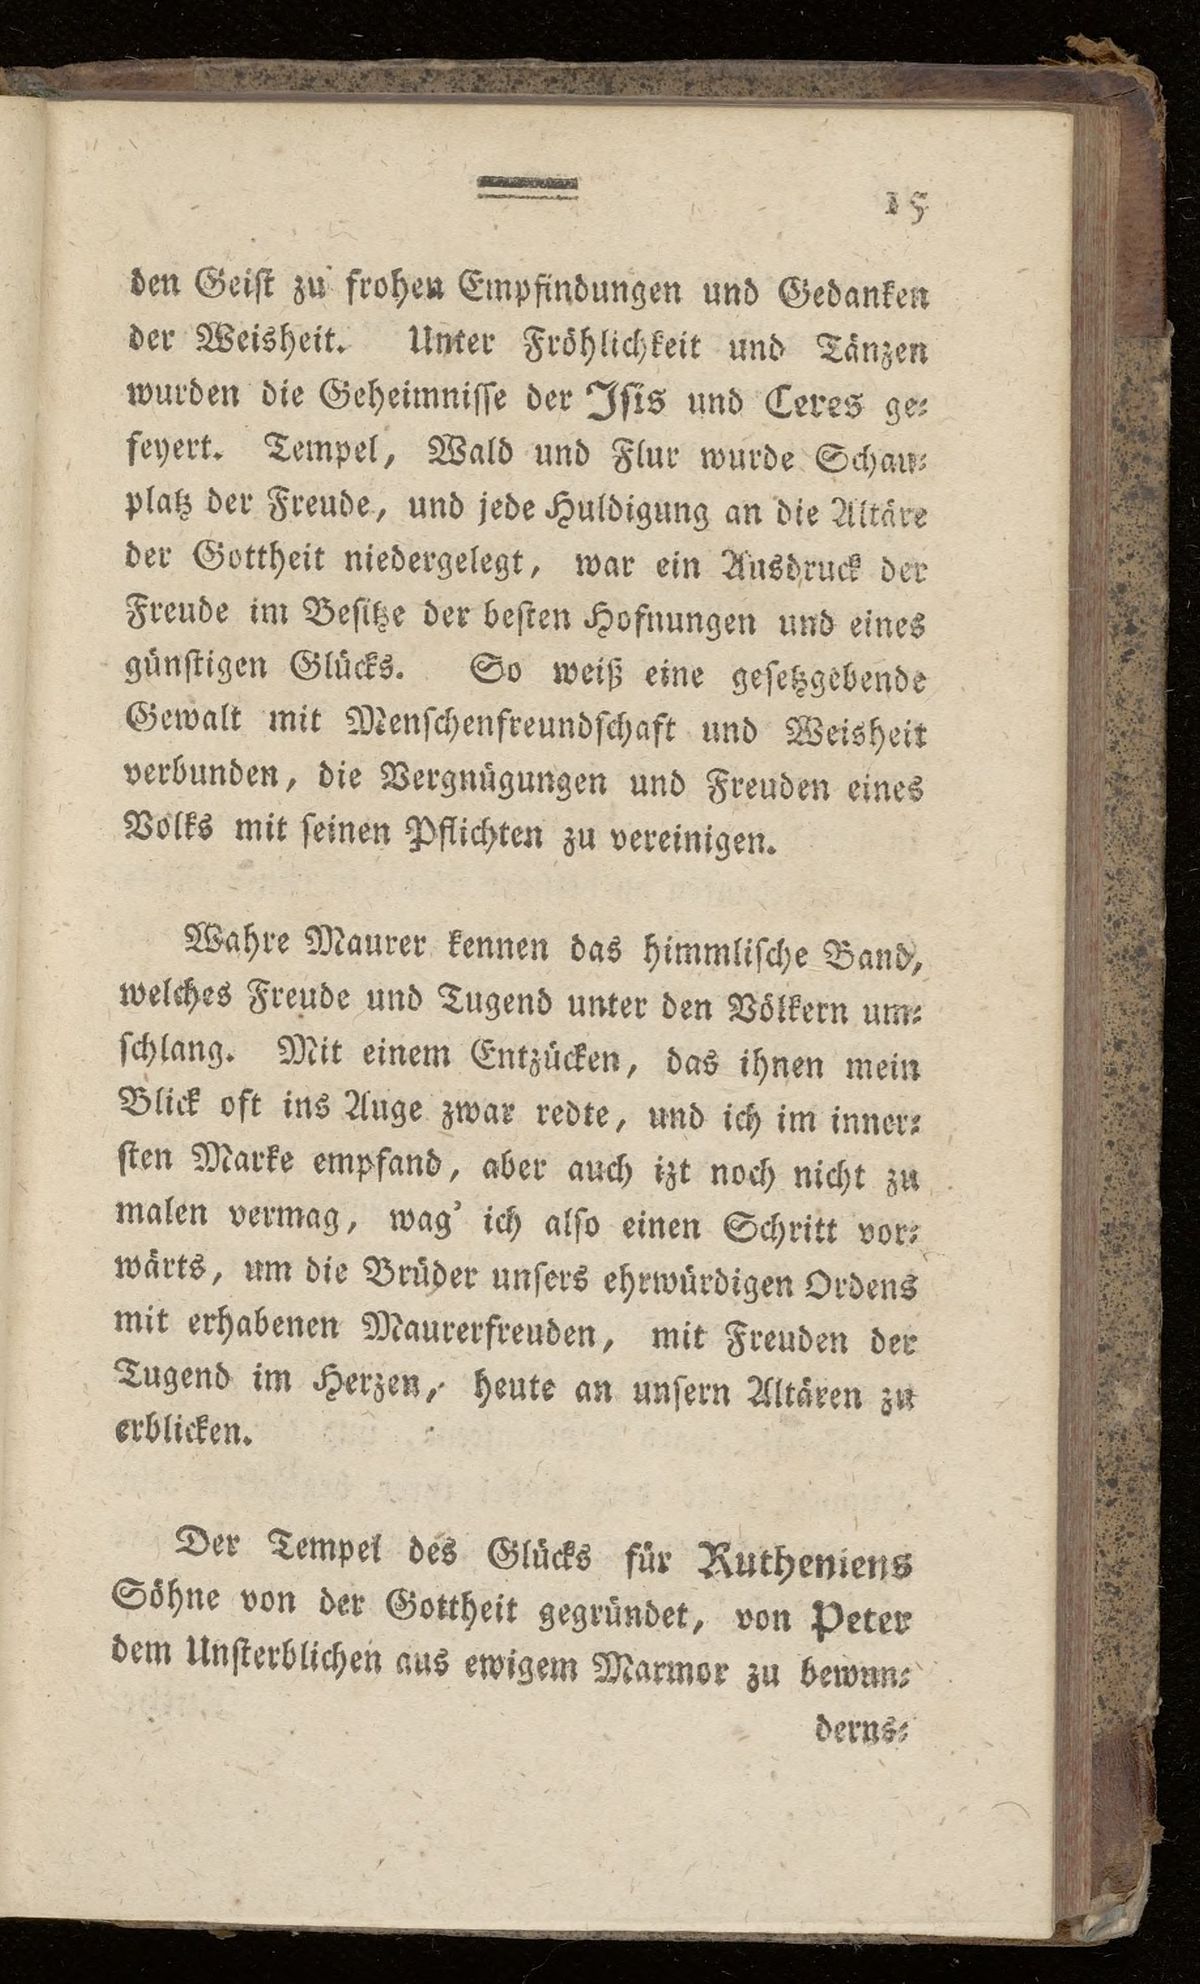 15
den Geiſt zu frohen Empfindungen und Gedanken
der Weisheit. Unter Fröhlichkeit und Tänzen
wurden die Geheimniſſe der Iſis und Ceres ge⸗
feyert. Tempel, Wald und Flur wurde Schau⸗
platz der Freude, und jede Huldigung an die Altäre
der Gottheit niedergelegt, war ein Ausdruck der
Freude im Beſitze der beſten Hofnungen und eines
günſtigen Glücks. So weiß eine geſetzgebende
Gewalt mit Menſchenfreundſchaft und Weisheit
verbunden, die Vergnügungen und Freuden eines
Volks mit ſeinen Pflichten zu vereinigen.
Wahre Maurer kennen das himmliſche Band,
welches Freude und Tugend unter den Völkern um⸗
ſchlang. Mit einem Entzücken, das ihnen mein
Blick oft ins Auge zwar redte, und ich im inner⸗
ſten Marke empfand, aber auch izt noch nicht zu
malen vermag, wag' ich alſo einen Schritt vor⸗
wärts, um die Brüder unſers ehrwürdigen Ordens
mit erhabenen Maurerfreuden, mit Freuden der
Tugend im Herzen, heute an unſern Altären zu
erblicken.
Der Tempel des Glücks für Rutheniens
Söhne von der Gottheit gegründet, von Peter
dem Unſterblichen aus ewigem Marmor zu bewun⸗
derns⸗